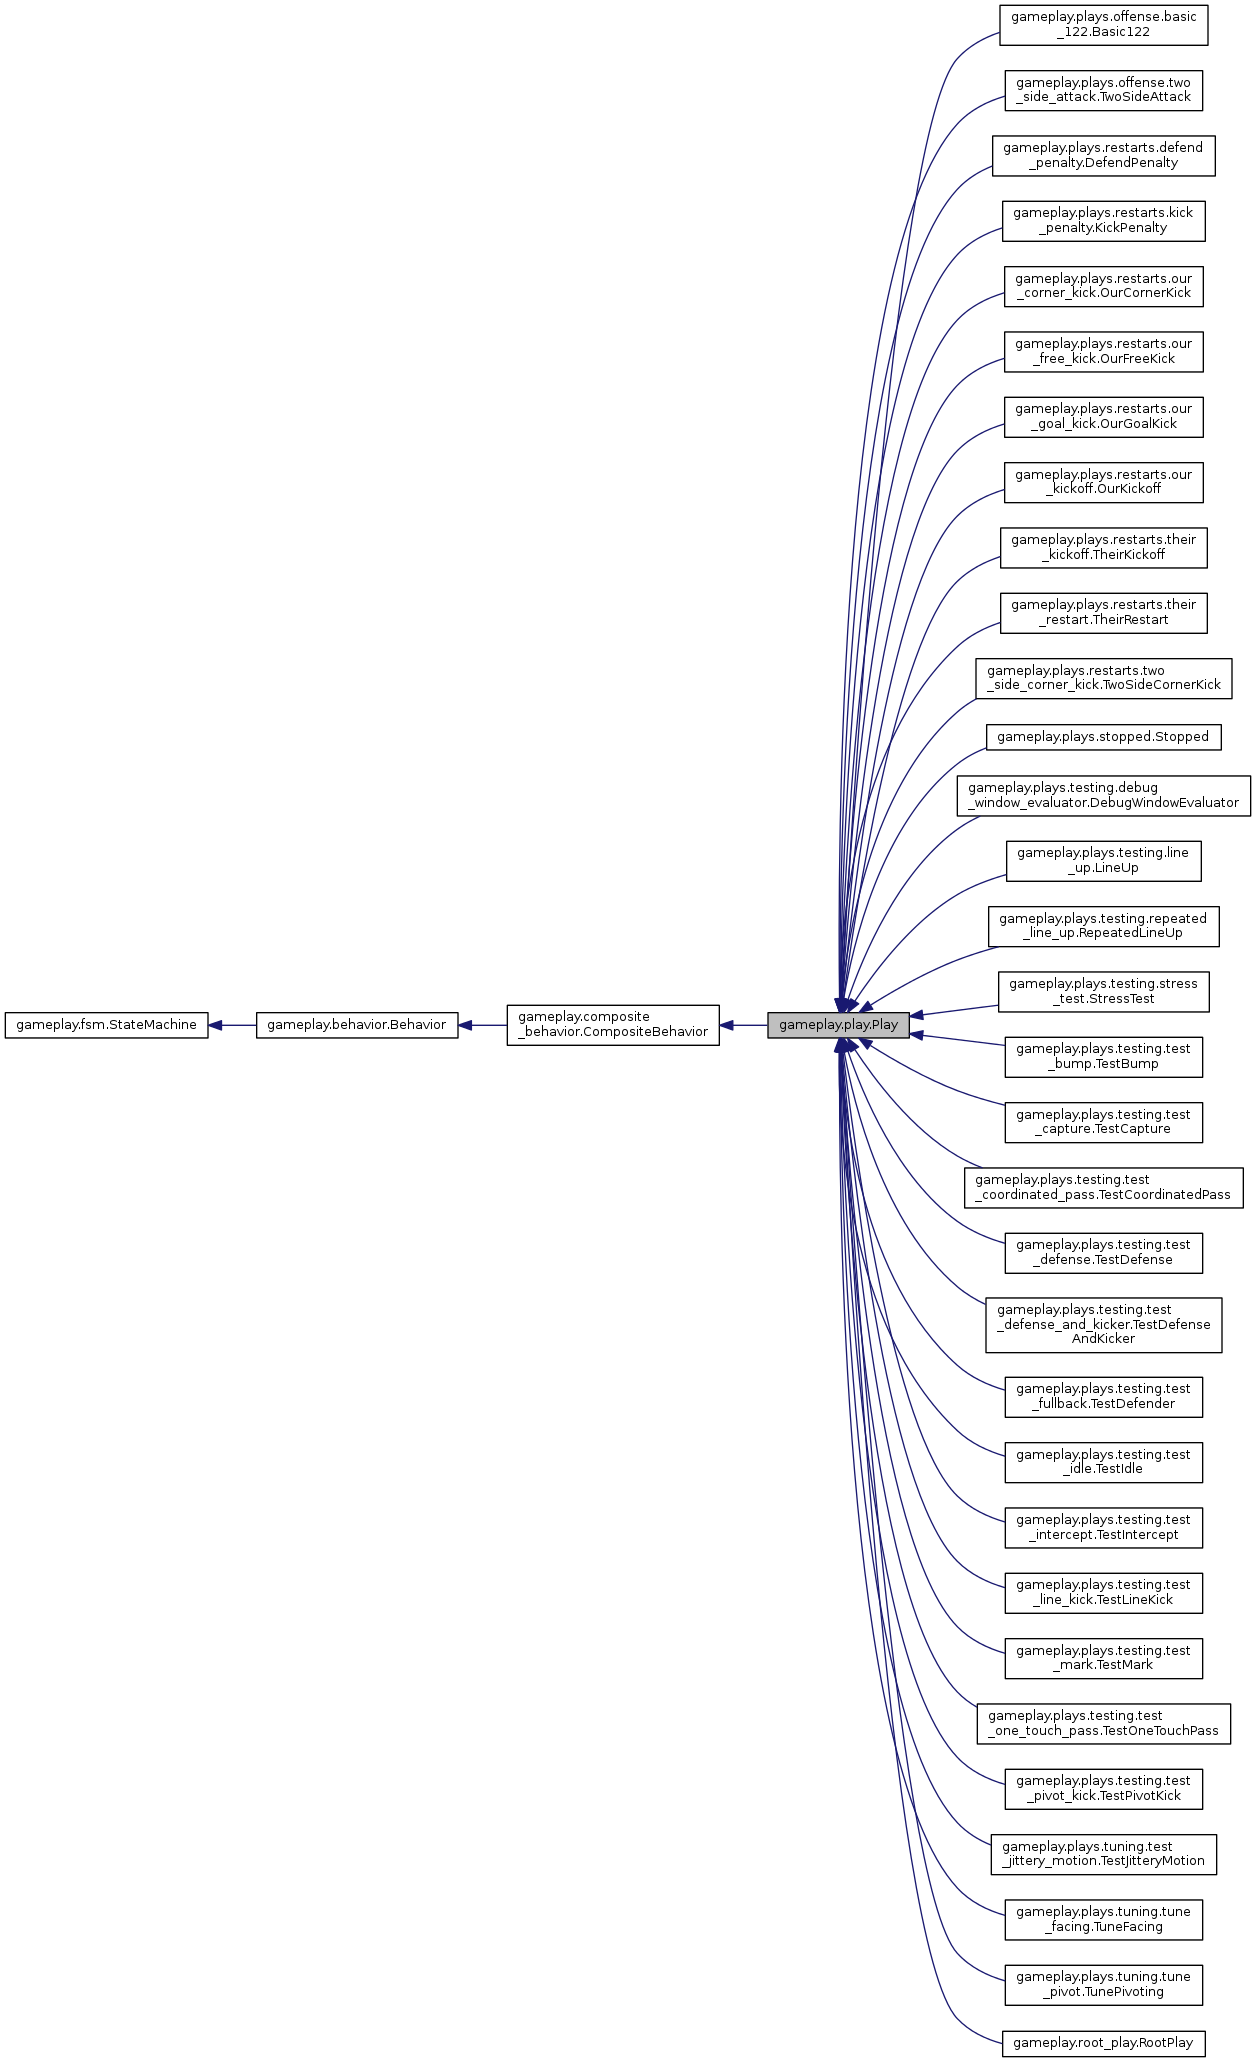 gameplay.plays.offense.basic
_122.Basic122
gameplay.plays.offense.two
_side_attack.TwoSideAttack
gameplay.plays.restarts.defend
_penalty.DefendPenalty
gameplay.plays.restarts.kick
_penalty.KickPenalty
gameplay.plays.restarts.our
_corner_kick.OurCornerKick
gameplay.plays.restarts.our
_free_kick.OurFreeKick
gameplay.plays.restarts.our
_goal_kick.OurGoalKick
gameplay.plays.restarts.our
_kickoff.OurKickoff
gameplay.plays.restarts.their
_kickoff.TheirKickoff
gameplay.plays.restarts.their
_restart.TheirRestart
gameplay.plays.restarts.two
_side_corner_kick.TwoSideCornerKick
gameplay.plays.stopped.Stopped
gameplay.plays.testing.debug
_window_evaluator.DebugWindowEvaluator
gameplay.plays.testing.line
_up.LineUp
gameplay.plays.testing.repeated
_line_up.RepeatedLineUp
gameplay.plays.testing.stress
_test.StressTest
gameplay.fsm.StateMachine
gameplay.behavior.Behavior
gameplay.composite
_behavior.CompositeBehavior
gameplay.play.Play
gameplay.plays.testing.test
_bump.TestBump
gameplay.plays.testing.test
_capture.TestCapture
gameplay.plays.testing.test
_coordinated_pass.TestCoordinatedPass
gameplay.plays.testing.test
_defense.TestDefense
gameplay.plays.testing.test
_defense_and_kicker.TestDefense
AndKicker
gameplay.plays.testing.test
_fullback.TestDefender
gameplay.plays.testing.test
_idle.TestIdle
gameplay.plays.testing.test
_intercept.TestIntercept
gameplay.plays.testing.test
_line_kick.TestLineKick
gameplay.plays.testing.test
_mark.TestMark
gameplay.plays.testing.test
_one_touch_pass.TestOneTouchPass
gameplay.plays.testing.test
_pivot_kick.TestPivotKick
gameplay.plays.tuning.test
_jittery_motion.TestJitteryMotion
gameplay.plays.tuning.tune
_facing.TuneFacing
gameplay.plays.tuning.tune
_pivot.TunePivoting
gameplay.root_play.RootPlay